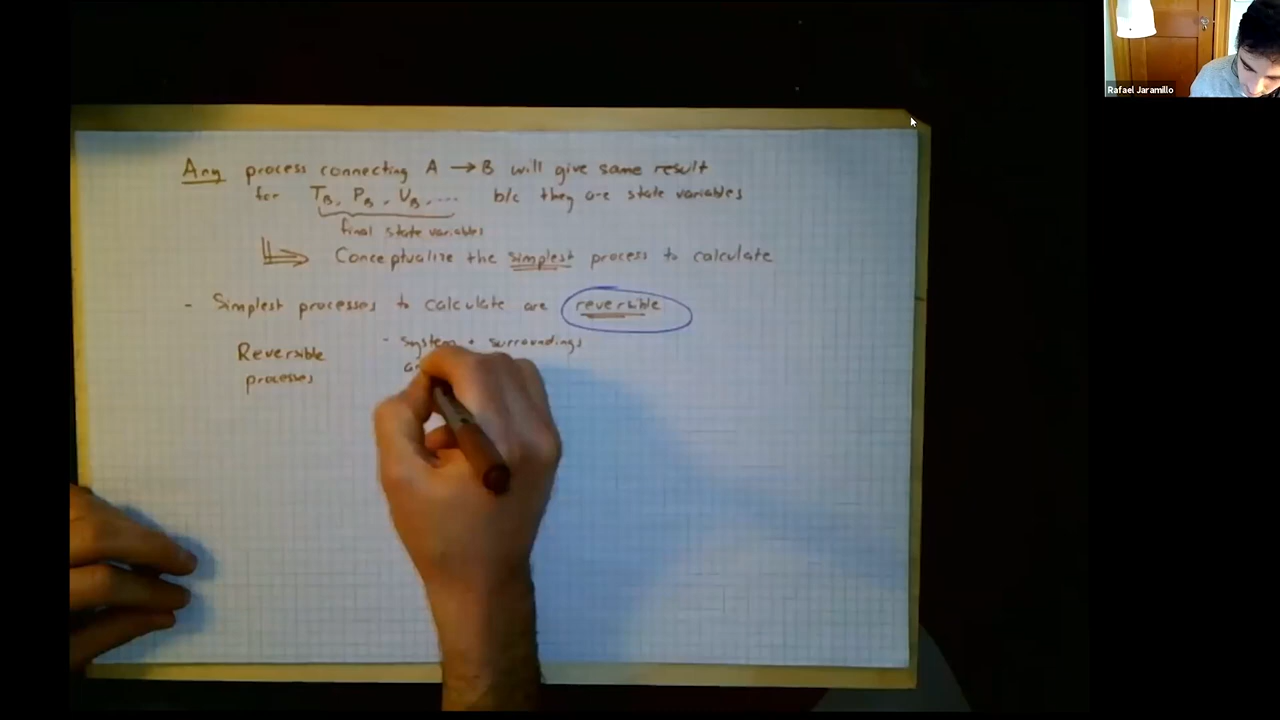 Rafael Jaramillo
Any process connecting A → B will give same result
for T_B, P_B, V_B, ... b/c they are state variables
final state variables
⇒ Conceptualize the simplest process to calculate
- Simplest processes to calculate are reversible
Reversible
processes
- system + surroundings